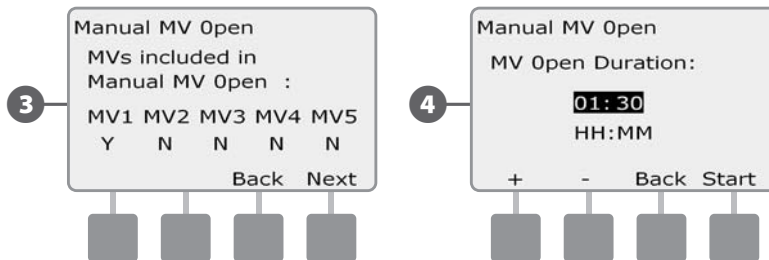 3
Manual MV Open
MVs included in
Manual MV Open :
MV1 MV2 MV3 MV4 MV5
Y N N N N
Back Next
4
Manual MV Open
MV Open Duration:
01:30
HH:MM
+ - Back Start